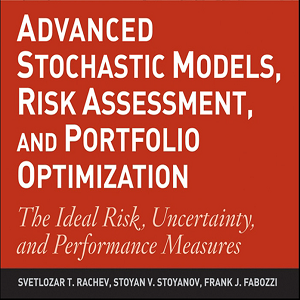 ADVANCED
STOCHASTIC MODELS,
RISK ASSESSMENT,
AND PORTFOLIO
OPTIMIZATION
The Ideal Risk, Uncertainty,
and Performance Measures
SVETLOZAR T. RACHEV, STOYAN V. STOYANOV, FRANK J. FABOZZI